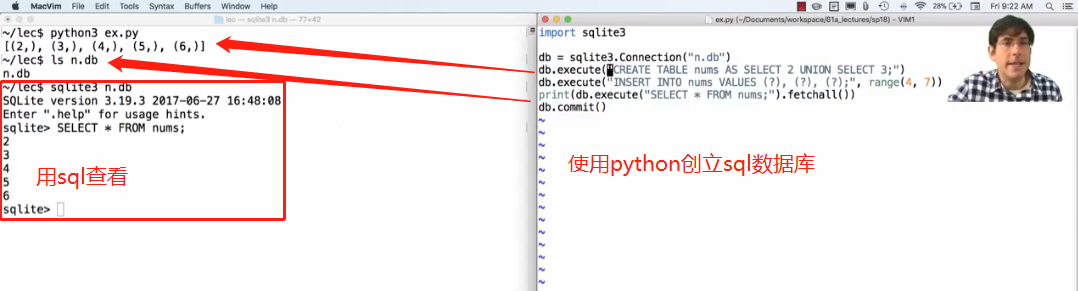 MacVim File Edit Tools Syntax Buffers Window Help
28% Fri 9:22 AM
lec — sqlite3 n.db — 77×42
~/lec$ python3 ex.py
[(2,), (3,), (4,), (5,), (6,)]
~/lec$ ls n.db
n.db
~/lec$ sqlite3 n.db
SQLite version 3.19.3 2017-06-27 16:48:08
Enter ".help" for usage hints.
sqlite> SELECT * FROM nums;
2
3
4
5
6
sqlite>
用sql查看
ex.py (~/Documents/workspace/61a_lectures/sp18) - VIM1
import sqlite3
db = sqlite3.Connection("n.db")
db.execute("CREATE TABLE nums AS SELECT 2 UNION SELECT 3;")
db.execute("INSERT INTO nums VALUES (?), (?), (?);", range(4, 7))
print(db.execute("SELECT * FROM nums;").fetchall())
db.commit()
~
~
~
~
~
~
~
~
~
~
~
~
~
~
使用python创立sql数据库